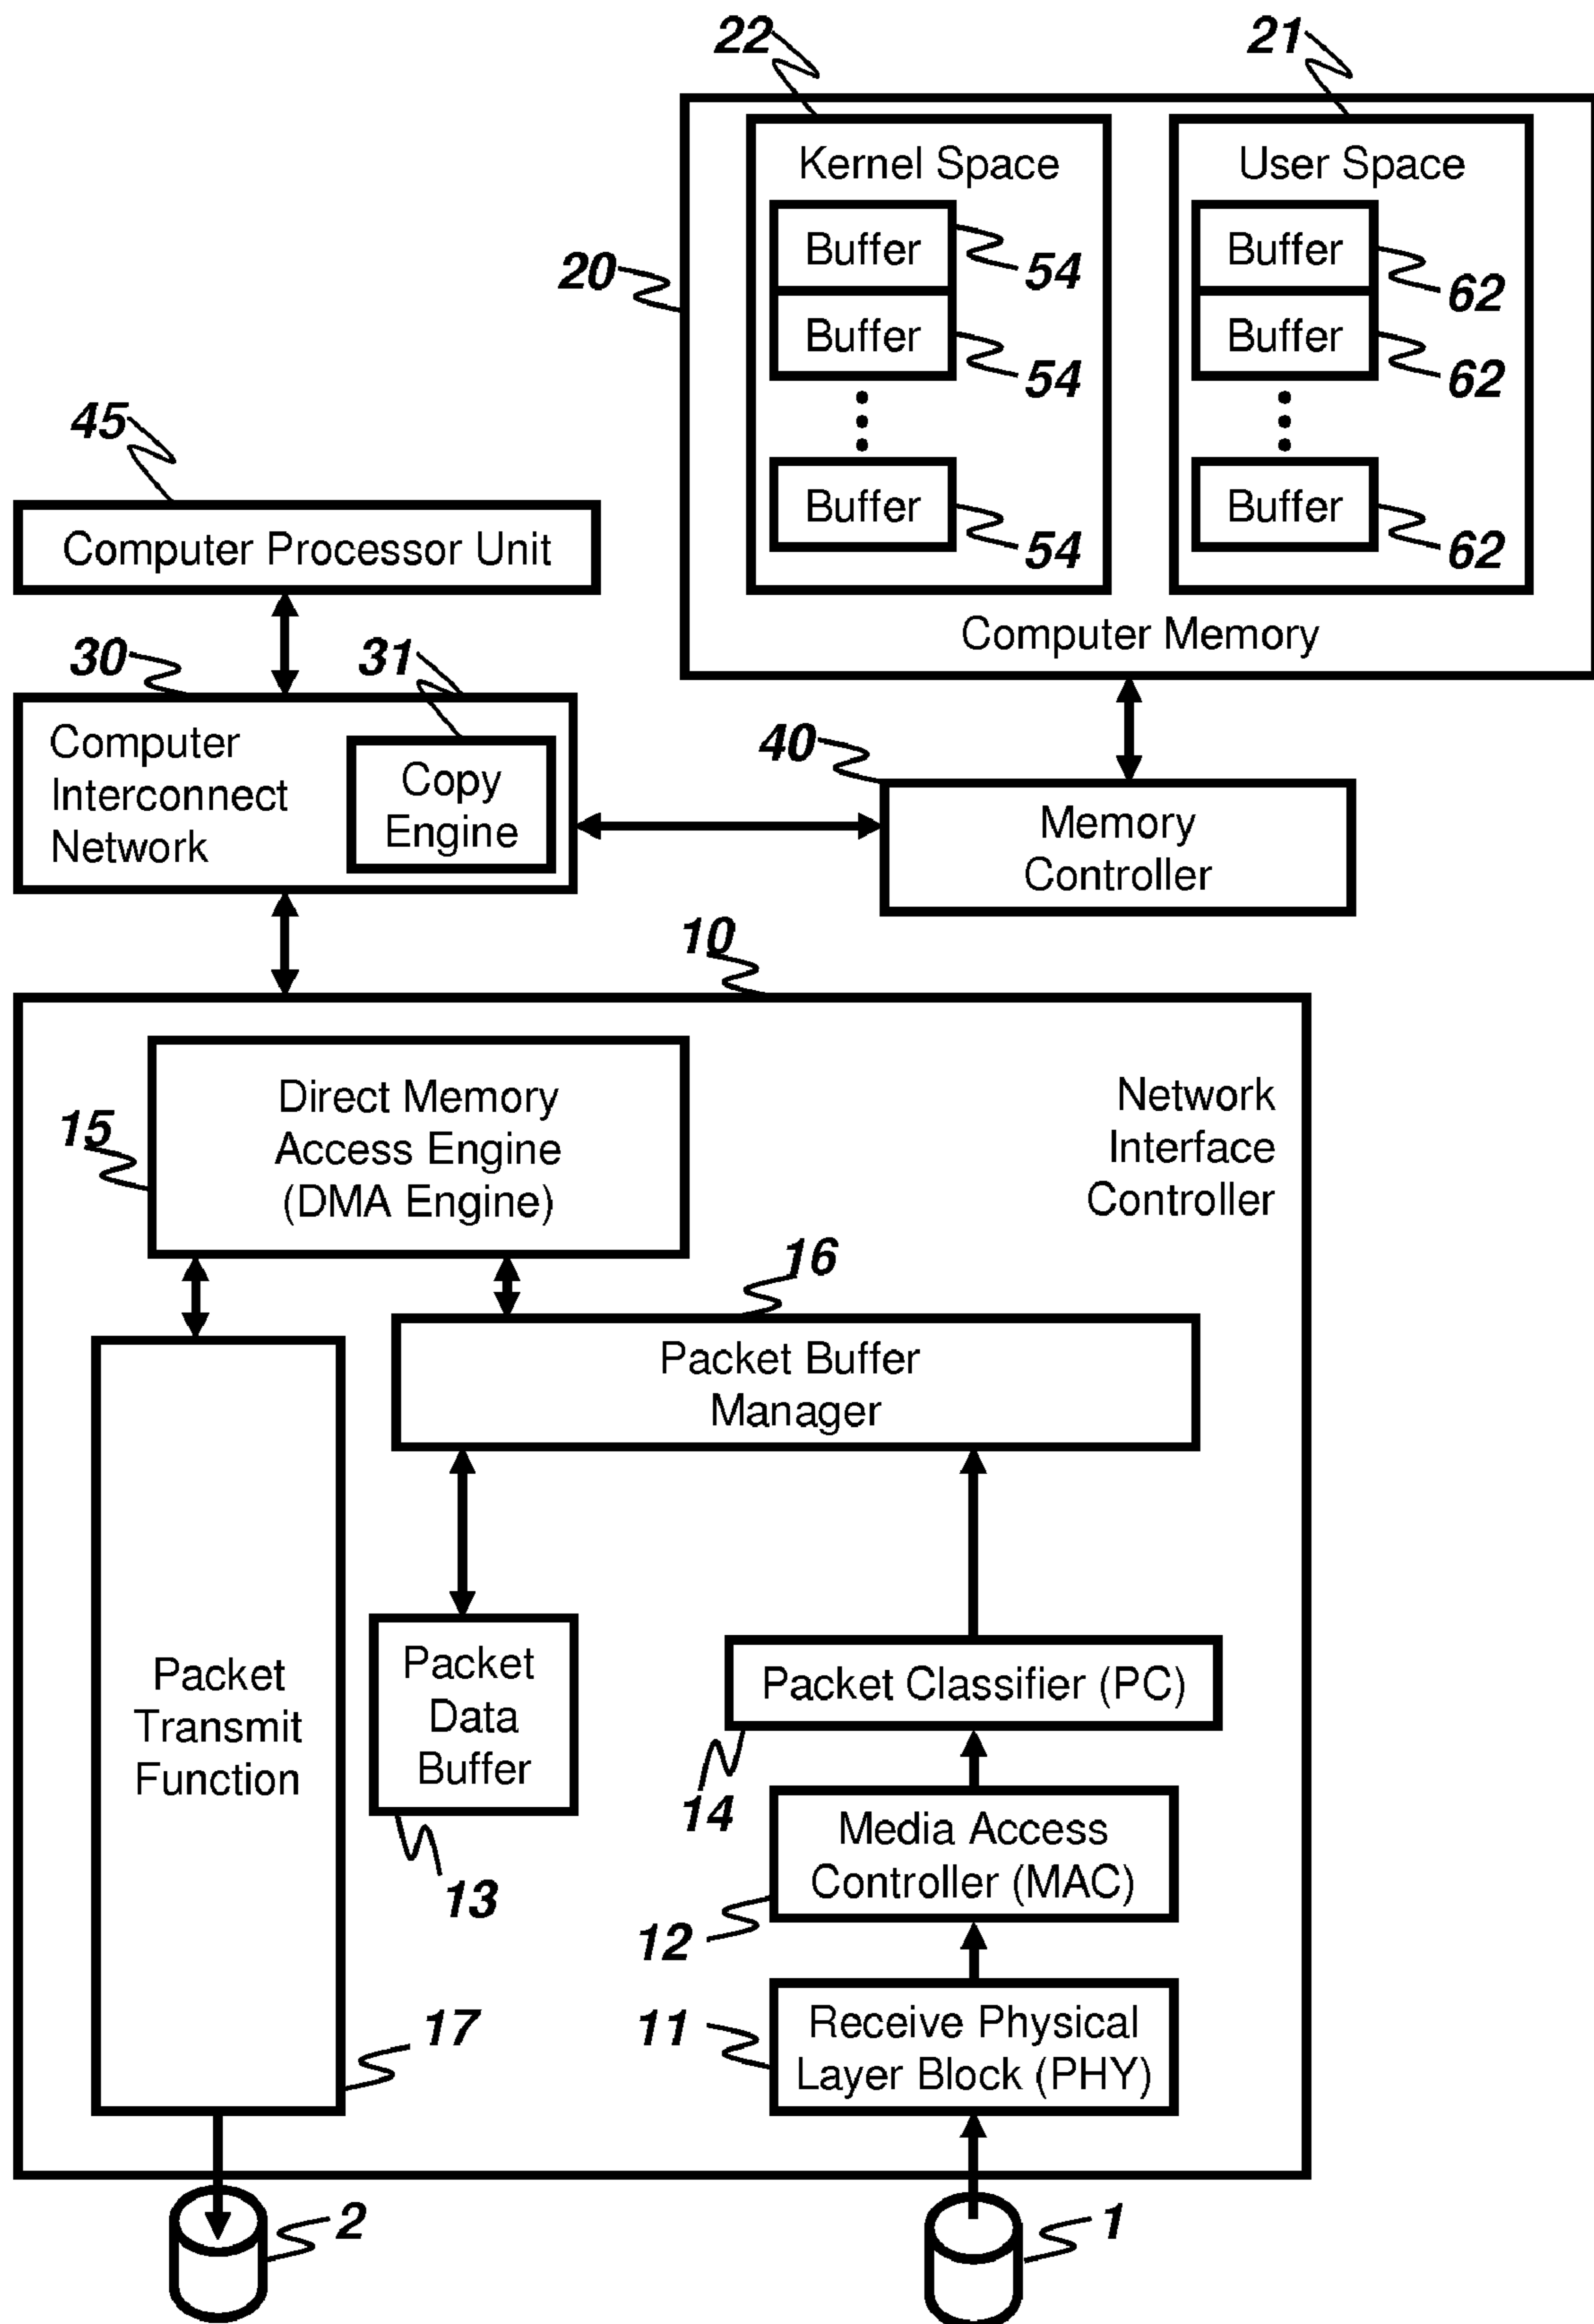 22
21
Kernel Space
User Space
Buffer
54
Buffer
62
20
Buffer
54
Buffer
62
Buffer
54
Buffer
62
Computer Memory
45
Computer Processor Unit
30
31
Computer
Interconnect
Network
Copy
Engine
40
Memory
Controller
10
Direct Memory
Access Engine
(DMA Engine)
Network
Interface
Controller
15
16
Packet Buffer
Manager
Packet
Transmit
Function
Packet
Data
Buffer
Packet Classifier (PC)
14
13
Media Access
Controller (MAC)
12
17
11
Receive Physical
Layer Block (PHY)
2
1